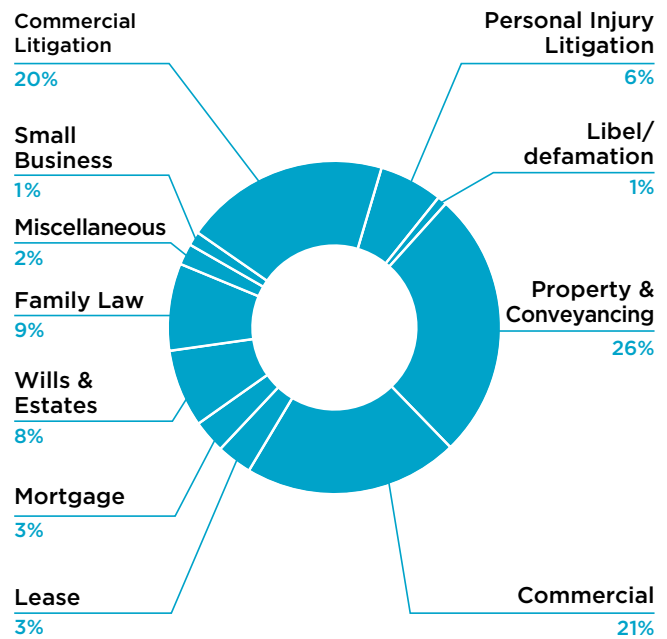 Commercial
Litigation
20%
Small
Business
1%
Miscellaneous
2%
Family Law
9%
Wills &
Estates
8%
Mortgage
3%
Lease
3%
Personal Injury
Litigation
6%
Libel/
defamation
1%
Property &
Conveyancing
26%
Commercial
21%